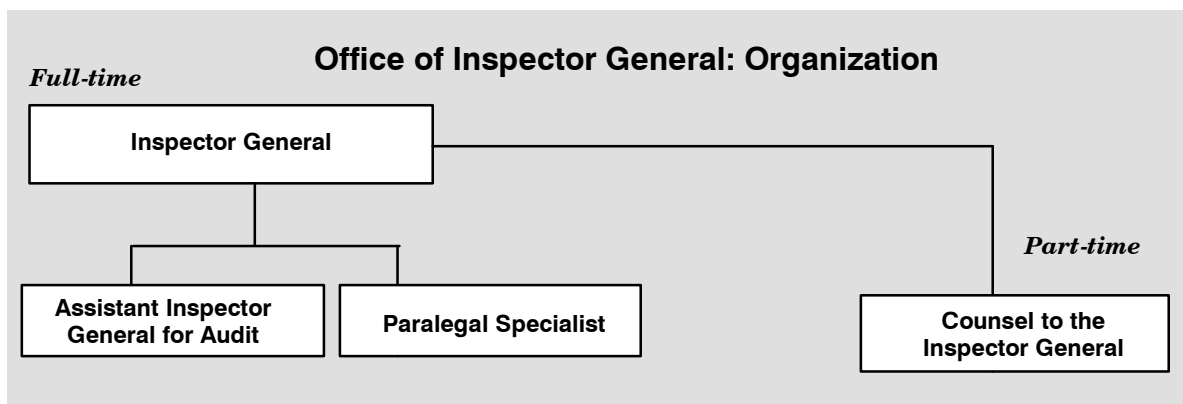 Office of Inspector General: Organization
Full-time
Inspector General
Part-time
Assistant Inspector
General for Audit
Paralegal Specialist
Counsel to the
Inspector General